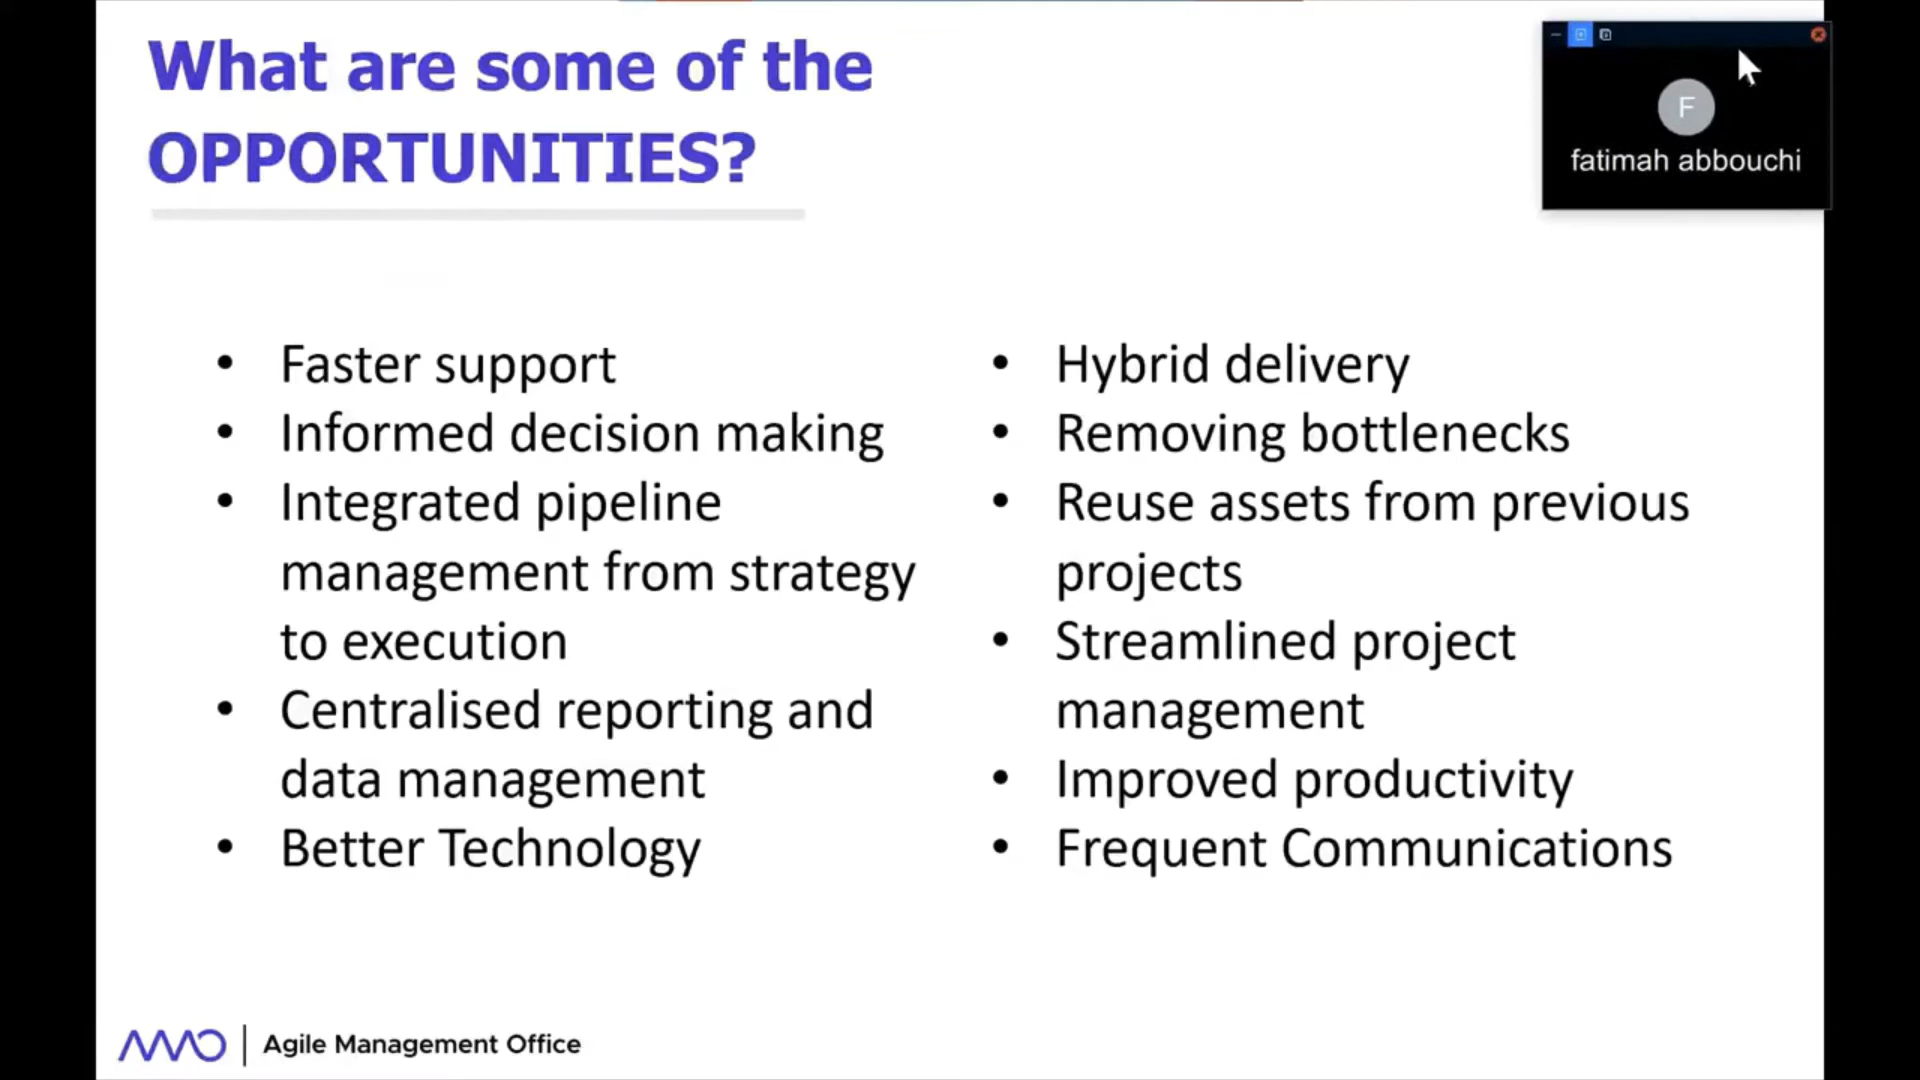 What are some of the
OPPORTUNITIES?
F
fatimah abbouchi
• Faster support
• Informed decision making
• Integrated pipeline
management from strategy
to execution
• Centralised reporting and
data management
• Better Technology
• Hybrid delivery
• Removing bottlenecks
• Reuse assets from previous
projects
• Streamlined project
management
• Improved productivity
• Frequent Communications
AMO | Agile Management Office